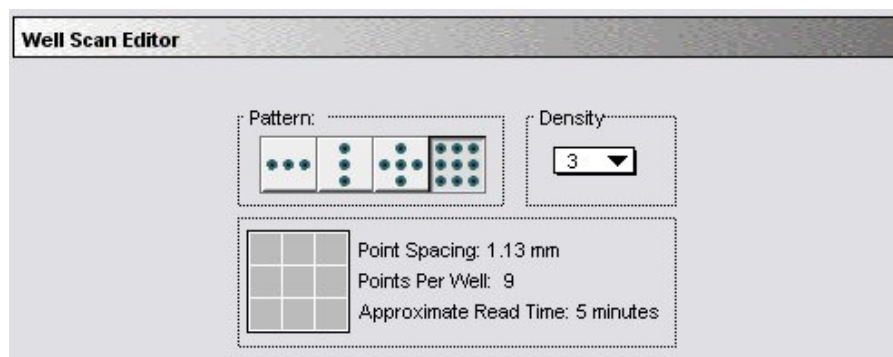 Well Scan Editor
Pattern:
Density
3
Point Spacing: 1.13 mm
Points Per Well: 9
Approximate Read Time: 5 minutes